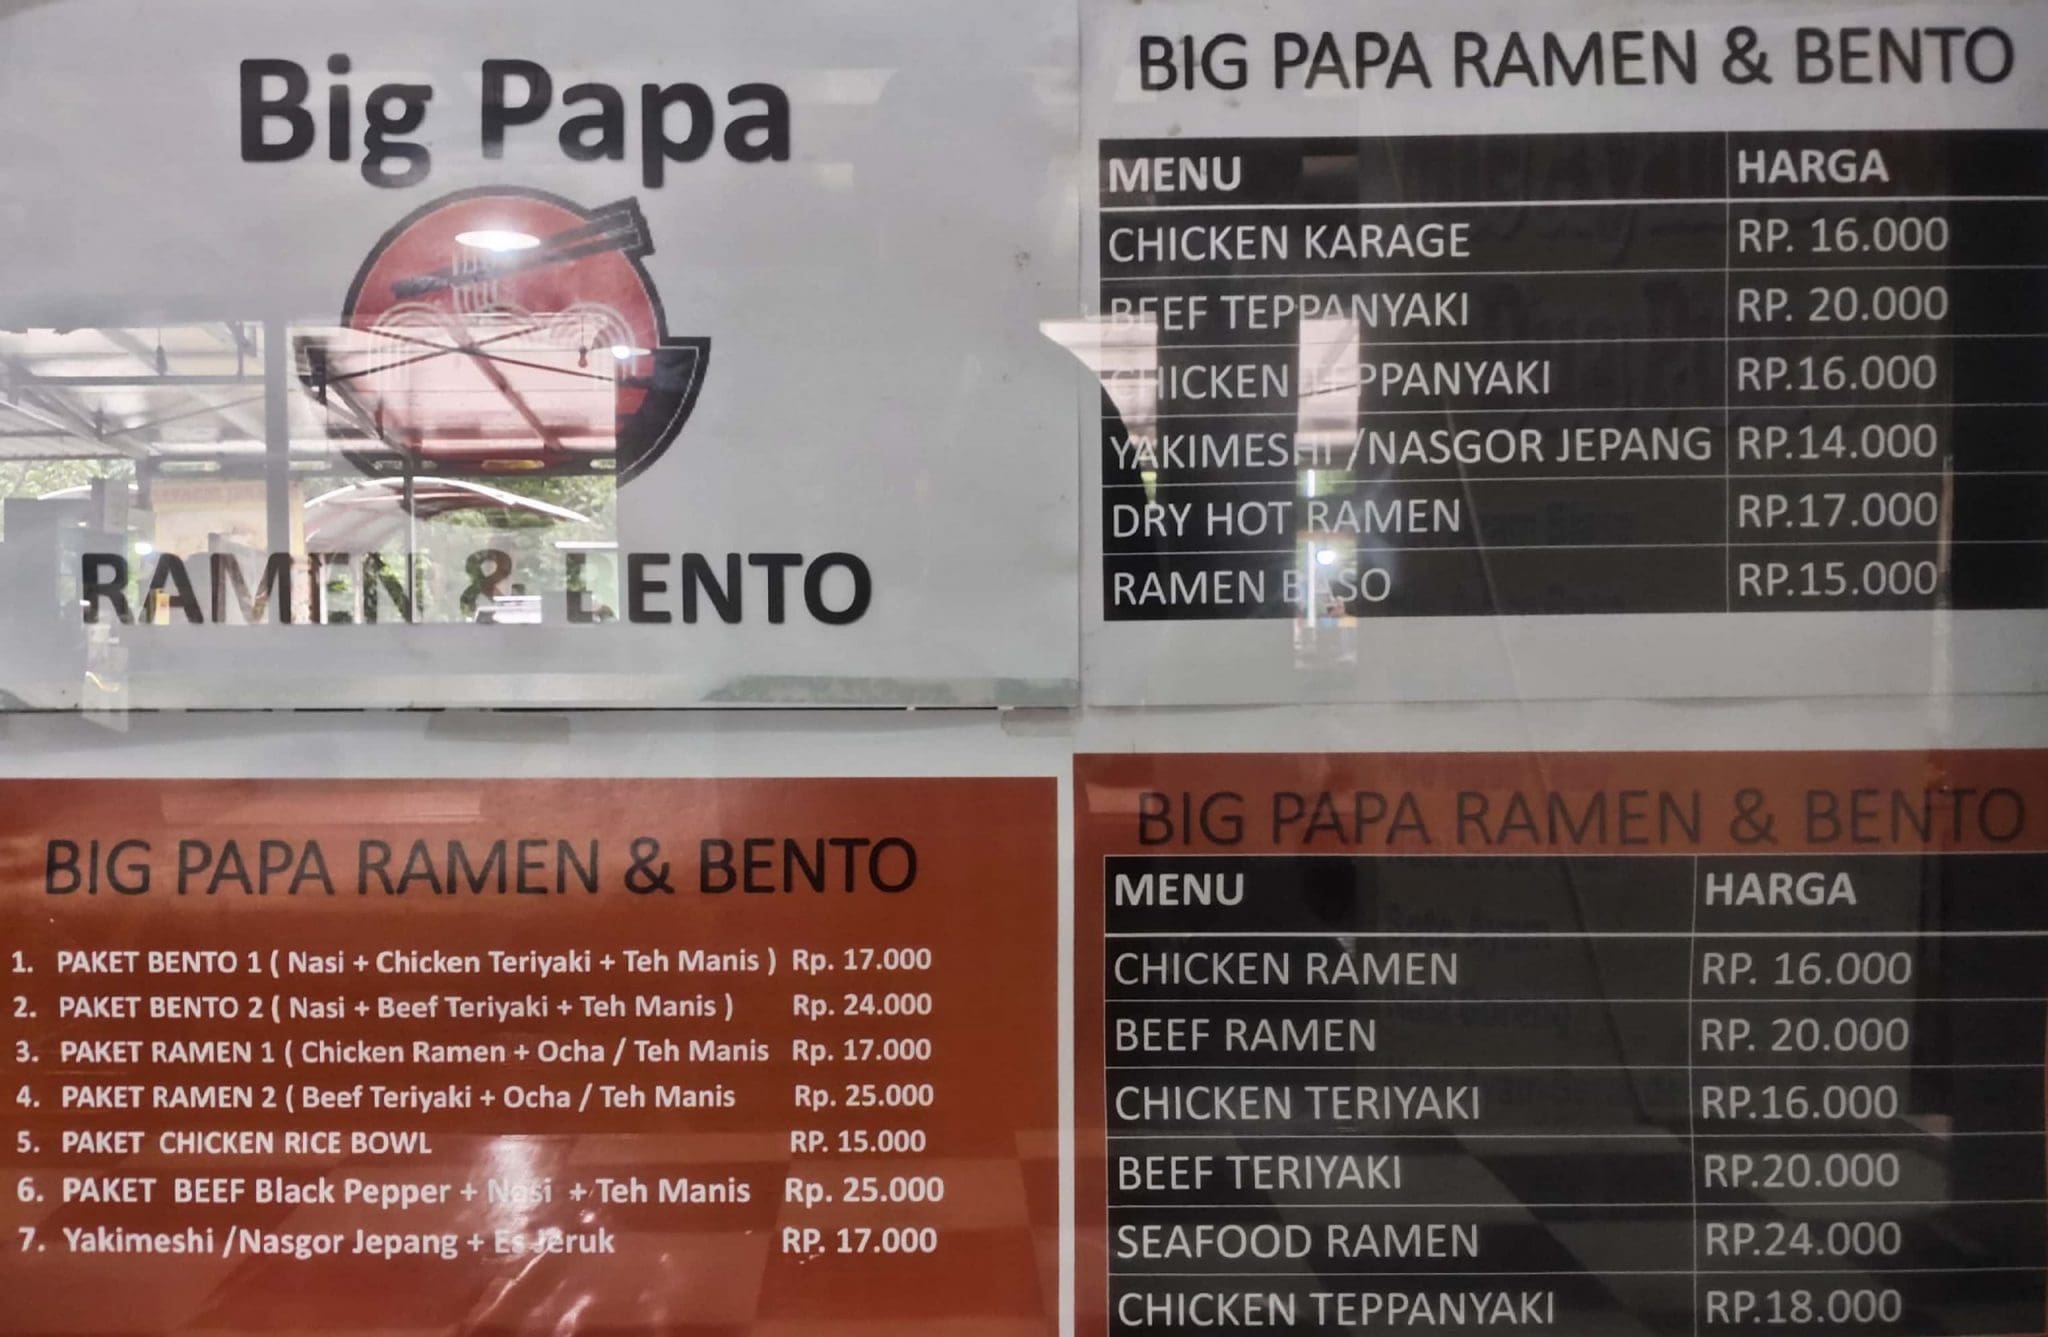 Big Papa
RAMEN & BENTO
BIG PAPA RAMEN & BENTO
MENU HARGA
CHICKEN KARAGE RP. 16.000
BEEF TEPPANYAKI RP. 20.000
CHICKEN TEPPANYAKI RP.16.000
YAKIMESHI /NASGOR JEPANG RP.14.000
DRY HOT RAMEN RP.17.000
RAMEN BASO RP.15.000
BIG PAPA RAMEN & BENTO
1. PAKET BENTO 1 ( Nasi + Chicken Teriyaki + Teh Manis ) Rp. 17.000
2. PAKET BENTO 2 ( Nasi + Beef Teriyaki + Teh Manis ) Rp. 24.000
3. PAKET RAMEN 1 ( Chicken Ramen + Ocha / Teh Manis Rp. 17.000
4. PAKET RAMEN 2 ( Beef Teriyaki + Ocha / Teh Manis Rp. 25.000
5. PAKET CHICKEN RICE BOWL RP. 15.000
6. PAKET BEEF Black Pepper + Nasi + Teh Manis Rp. 25.000
7. Yakimeshi /Nasgor Jepang + Es Jeruk RP. 17.000
BIG PAPA RAMEN & BENTO
MENU HARGA
CHICKEN RAMEN RP. 16.000
BEEF RAMEN RP. 20.000
CHICKEN TERIYAKI RP.16.000
BEEF TERIYAKI RP.20.000
SEAFOOD RAMEN RP.24.000
CHICKEN TEPPANYAKI RP.18.000